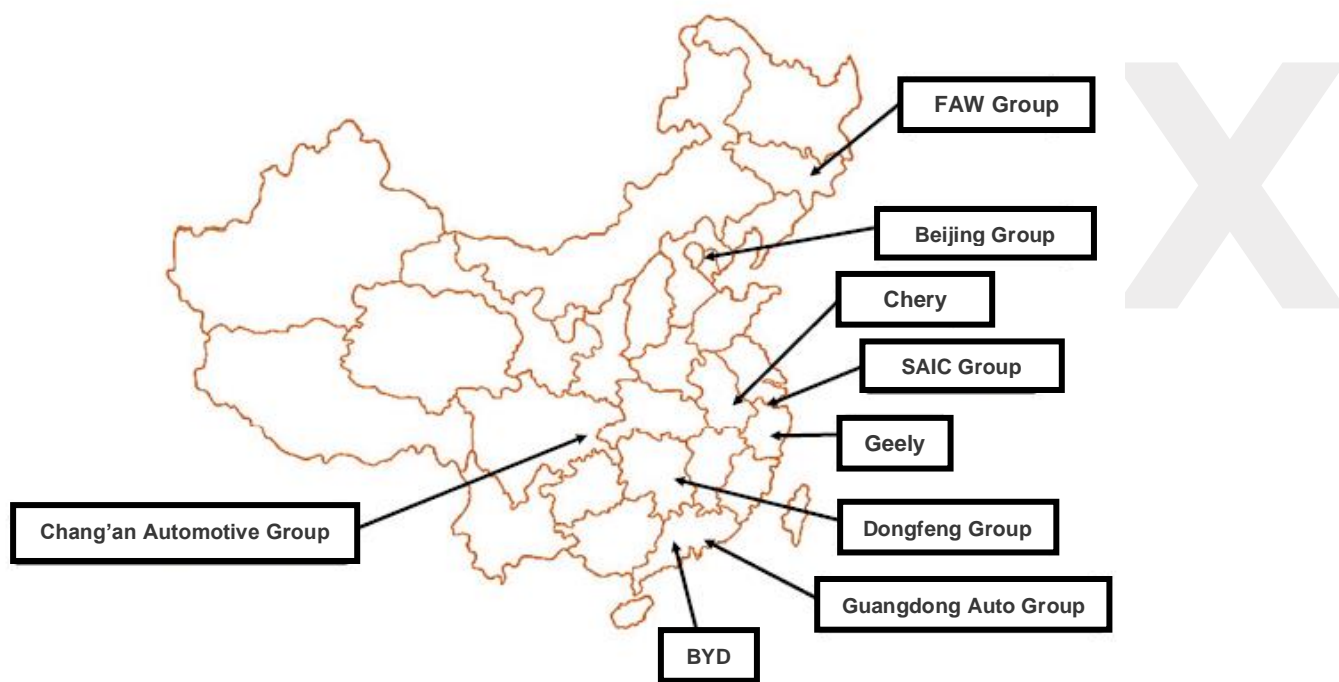 FAW Group
Beijing Group
Chery
SAIC Group
Geely
Chang’an Automotive Group
Dongfeng Group
Guangdong Auto Group
BYD
X